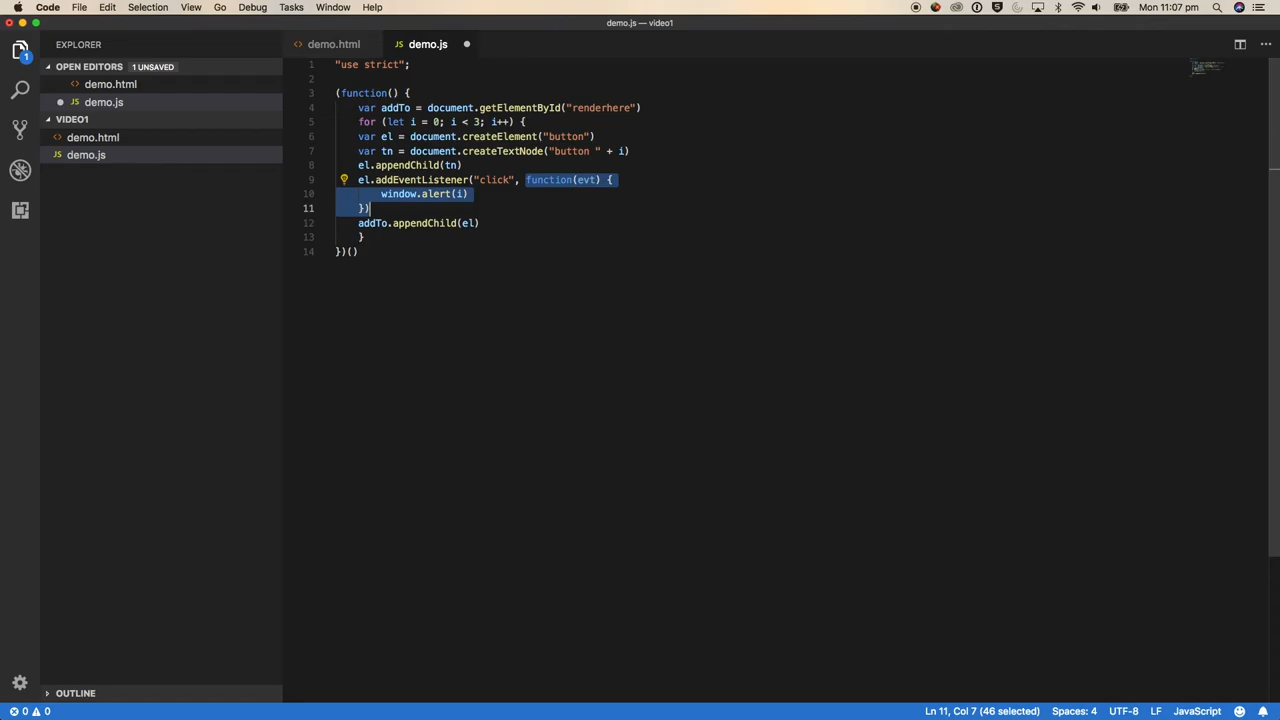 Code File Edit Selection View Go Debug Tasks Window Help
Mon 11:07 pm
demo.js — video1
EXPLORER
demo.html
JS demo.js
OPEN EDITORS 1 UNSAVED
demo.html
JS demo.js
VIDEO1
demo.html
JS demo.js
1 "use strict";
2
3 (function() {
4 var addTo = document.getElementById("renderhere")
5 for (let i = 0; i < 3; i++) {
6 var el = document.createElement("button")
7 var tn = document.createTextNode("button " + i)
8 el.appendChild(tn)
9 el.addEventListener("click", function(evt) {
10 window.alert(i)
11 })
12 addTo.appendChild(el)
13 }
14 })()
1
OUTLINE
0 0
Ln 11, Col 7 (46 selected) Spaces: 4 UTF-8 LF JavaScript